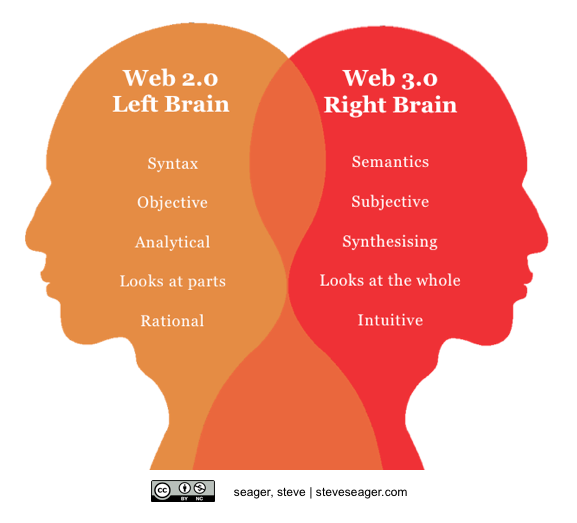 Web 2.0
Left Brain
Syntax
Objective
Analytical
Looks at parts
Rational
Web 3.0
Right Brain
Semantics
Subjective
Synthesising
Looks at the whole
Intuitive
cc BY NC
seager, steve | steveseager.com